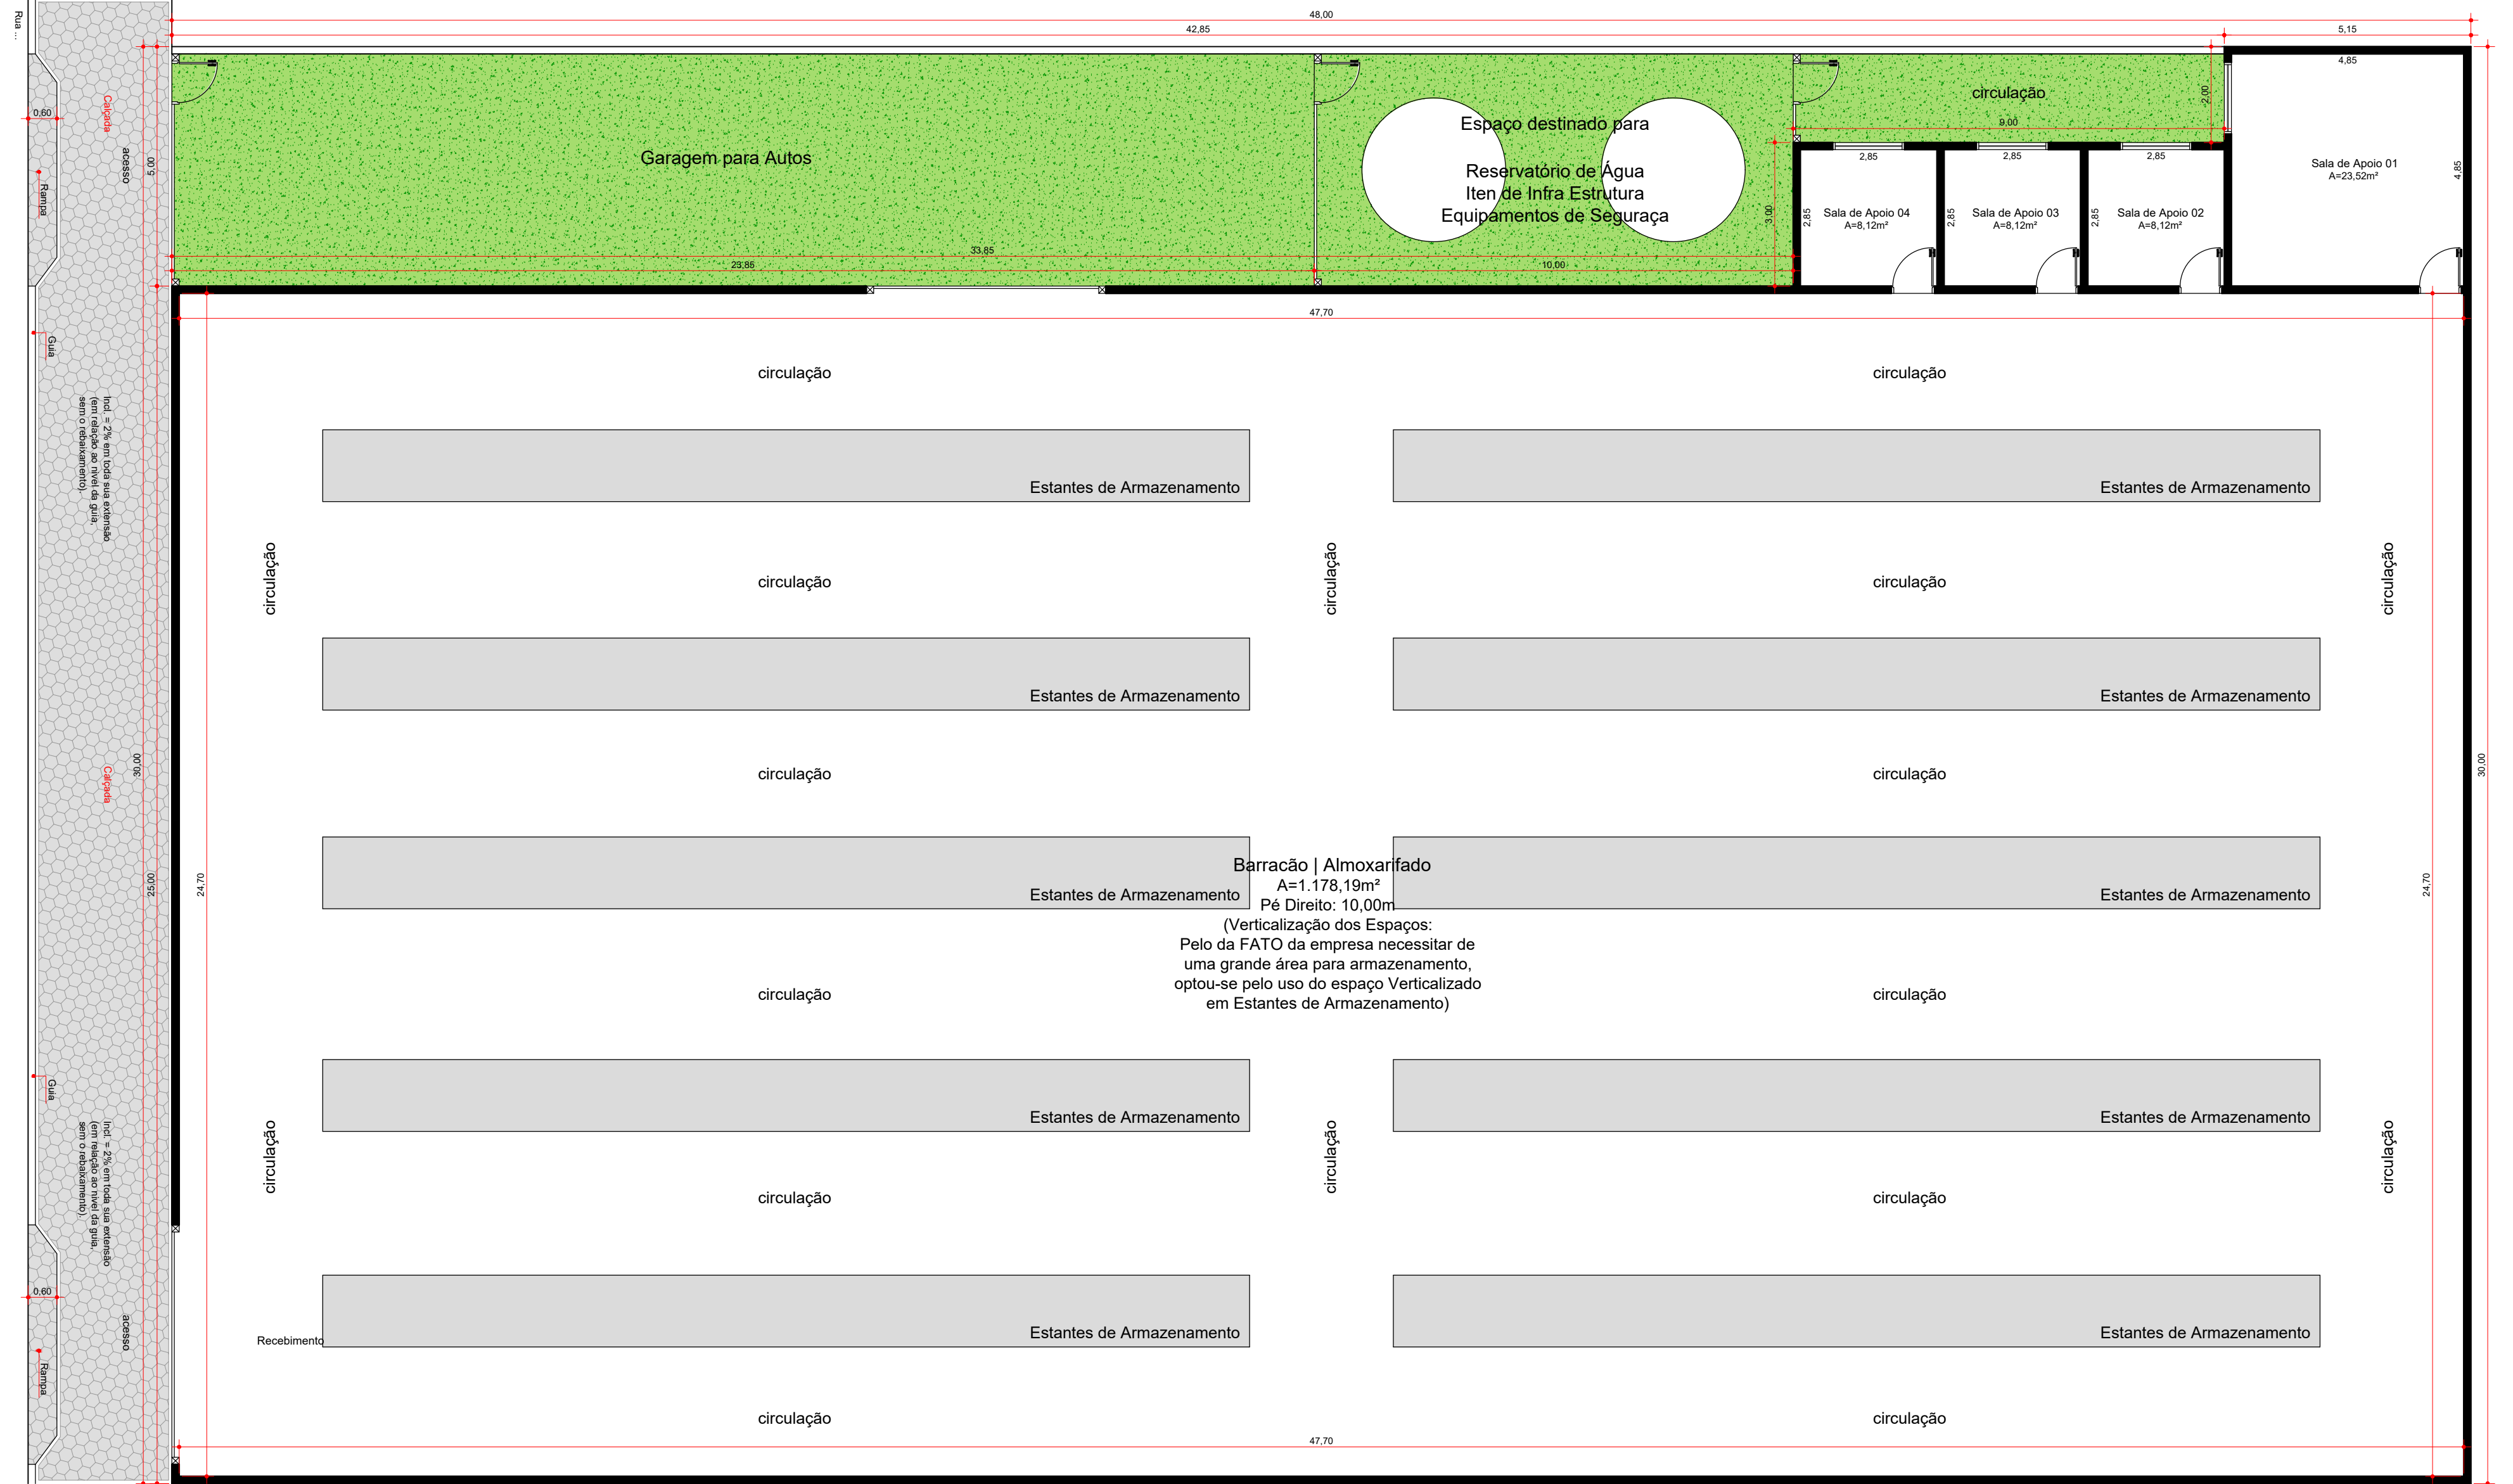 Rua ...
48,00
42,85
5,15
4,85
Calçada
0,60
acesso
5,00
Rampa
Garagem para Autos
Espaço destinado para
Reservatório de Água
Iten de Infra Estrutura
Equipamentos de Seguraça
circulação
2,00
9,00
2,85
2,85
2,85
Sala de Apoio 01
A=23,52m²
4,85
3,00
2,85
Sala de Apoio 04
A=8,12m²
2,85
Sala de Apoio 03
A=8,12m²
2,85
Sala de Apoio 02
A=8,12m²
33,85
23,85
10,00
47,70
Guia
circulação
circulação
Incl. = 2% em toda sua extensão
(em relação ao nivel da guia,
sem o rebaixamento).
Estantes de Armazenamento
Estantes de Armazenamento
circulação
circulação
circulação
circulação
circulação
Estantes de Armazenamento
Estantes de Armazenamento
Calçada
30,00
circulação
circulação
30,00
25,00
24,70
24,70
Estantes de Armazenamento
Estantes de Armazenamento
Barracão | Almoxarifado
A=1.178,19m²
Pé Direito: 10,00m
(Verticalização dos Espaços:
Pelo da FATO da empresa necessitar de
uma grande área para armazenamento,
optou-se pelo uso do espaço Verticalizado
em Estantes de Armazenamento)
circulação
circulação
Guia
Estantes de Armazenamento
Estantes de Armazenamento
Incl. = 2% em toda sua extensão
(em relação ao nivel da guia,
sem o rebaixamento).
circulação
circulação
circulação
circulação
circulação
0,60
acesso
Rampa
Recebimento
Estantes de Armazenamento
Estantes de Armazenamento
circulação
circulação
47,70